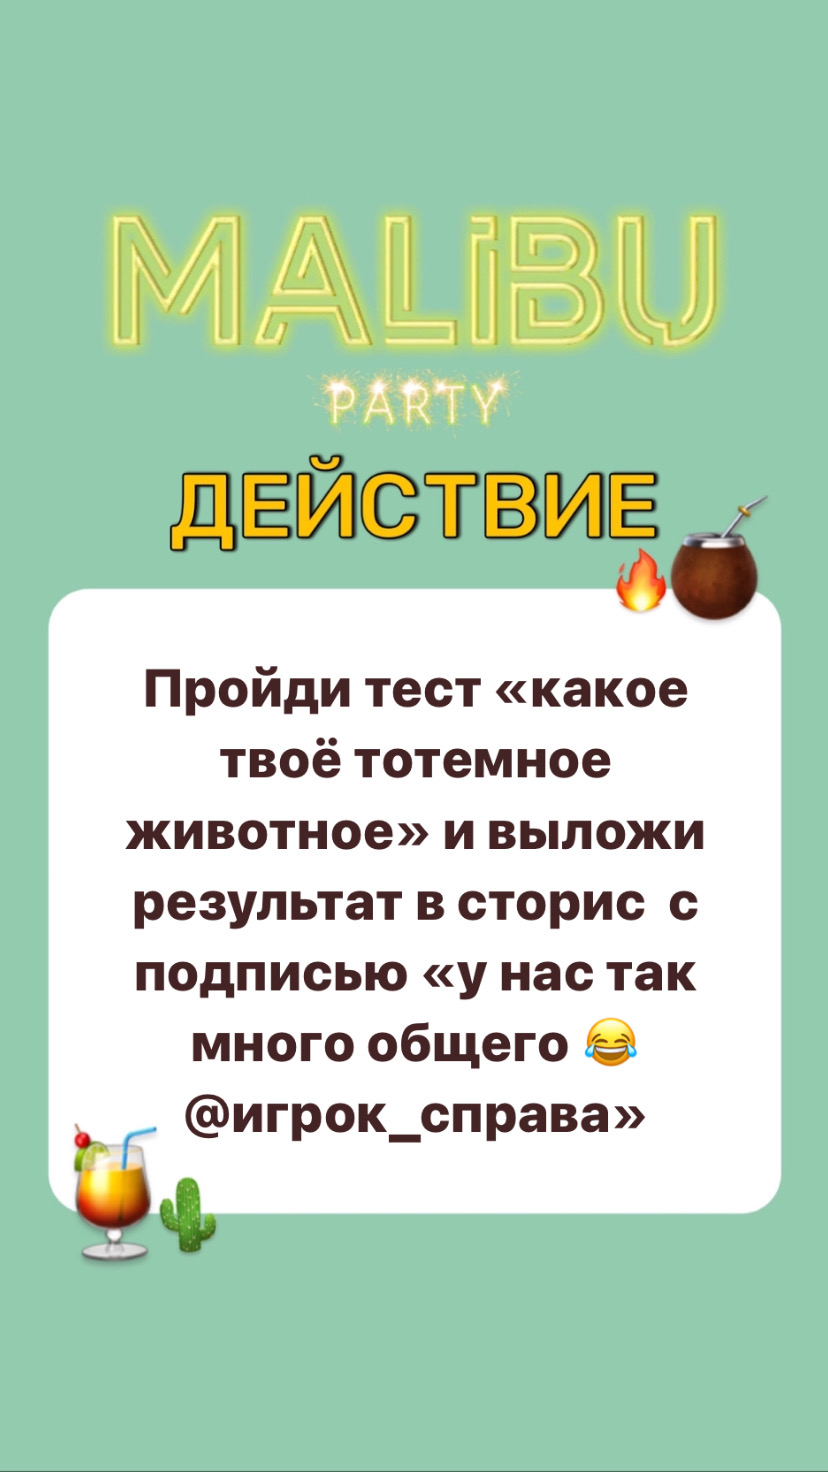 MALiBU
PARTY
ДЕЙСТВИЕ
Пройди тест «какое
твоё тотемное
животное» и выложи
результат в сторис с
подписью «у нас так
много общего 😂
@игрок_справа»